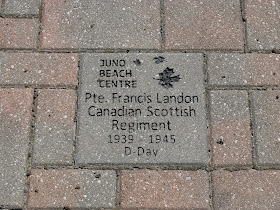 JUNO
BEACH
CENTRE
Pte. Francis Landon
Canadian Scottish
Regiment
1939 - 1945
D-Day